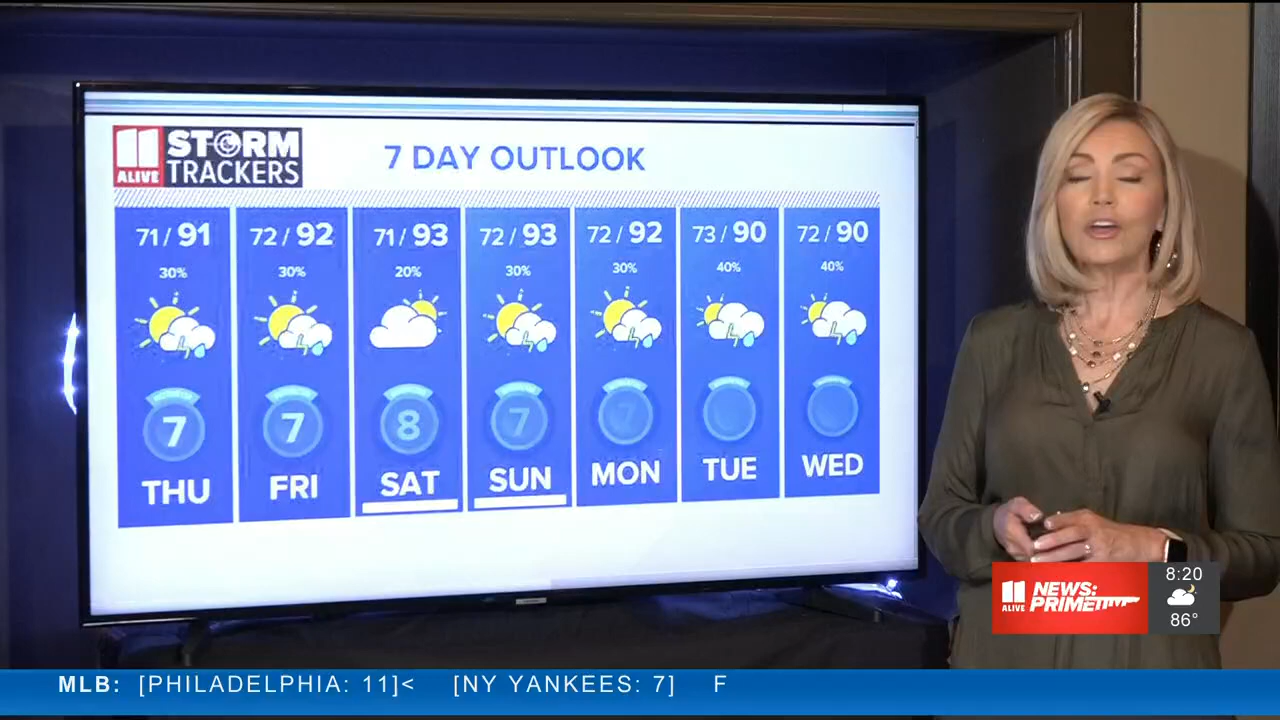 11 ALIVE
STORM TRACKERS
7 DAY OUTLOOK
71 / 91
72 / 92
71 / 93
72 / 93
72 / 92
73 / 90
72 / 90
30%
30%
20%
30%
30%
40%
40%
7
7
8
7
7
THU
FRI
SAT
SUN
MON
TUE
WED
11 ALIVE
NEWS:
PRIME
8:20
86°
MLB: [PHILADELPHIA: 11]< [NY YANKEES: 7] F